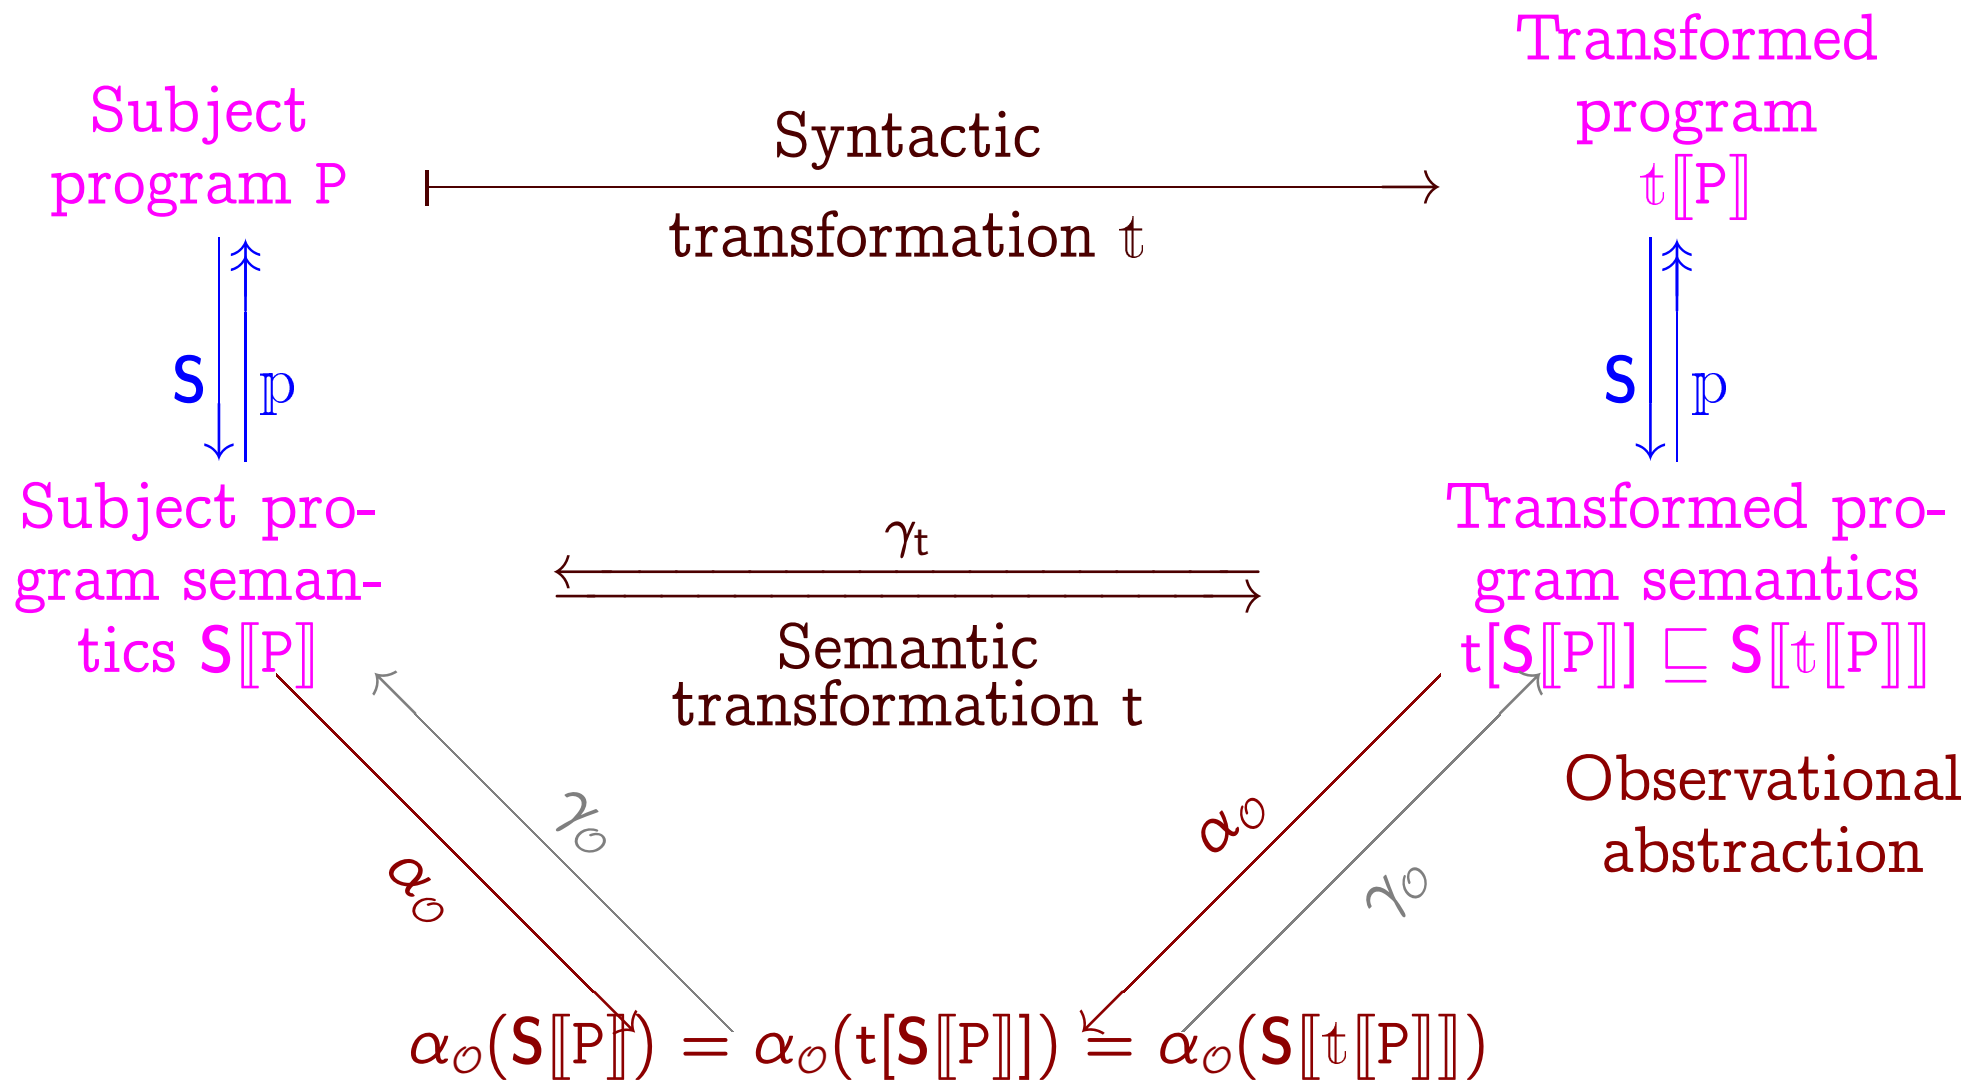 Subject
program P
Syntactic
transformation 𝕥
Transformed
program
𝕥⟦P⟧
S
𝕡
S
𝕡
Subject pro-
gram seman-
tics S⟦P⟧
γt
Semantic
transformation t
Transformed pro-
gram semantics
t[S⟦P⟧] ⊑ S⟦𝕥⟦P⟧⟧
Observational
abstraction
α𝒪
γ𝒪
α𝒪
γ𝒪
α𝒪(S⟦P⟧) = α𝒪(t[S⟦P⟧]) = α𝒪(S⟦𝕥⟦P⟧⟧)